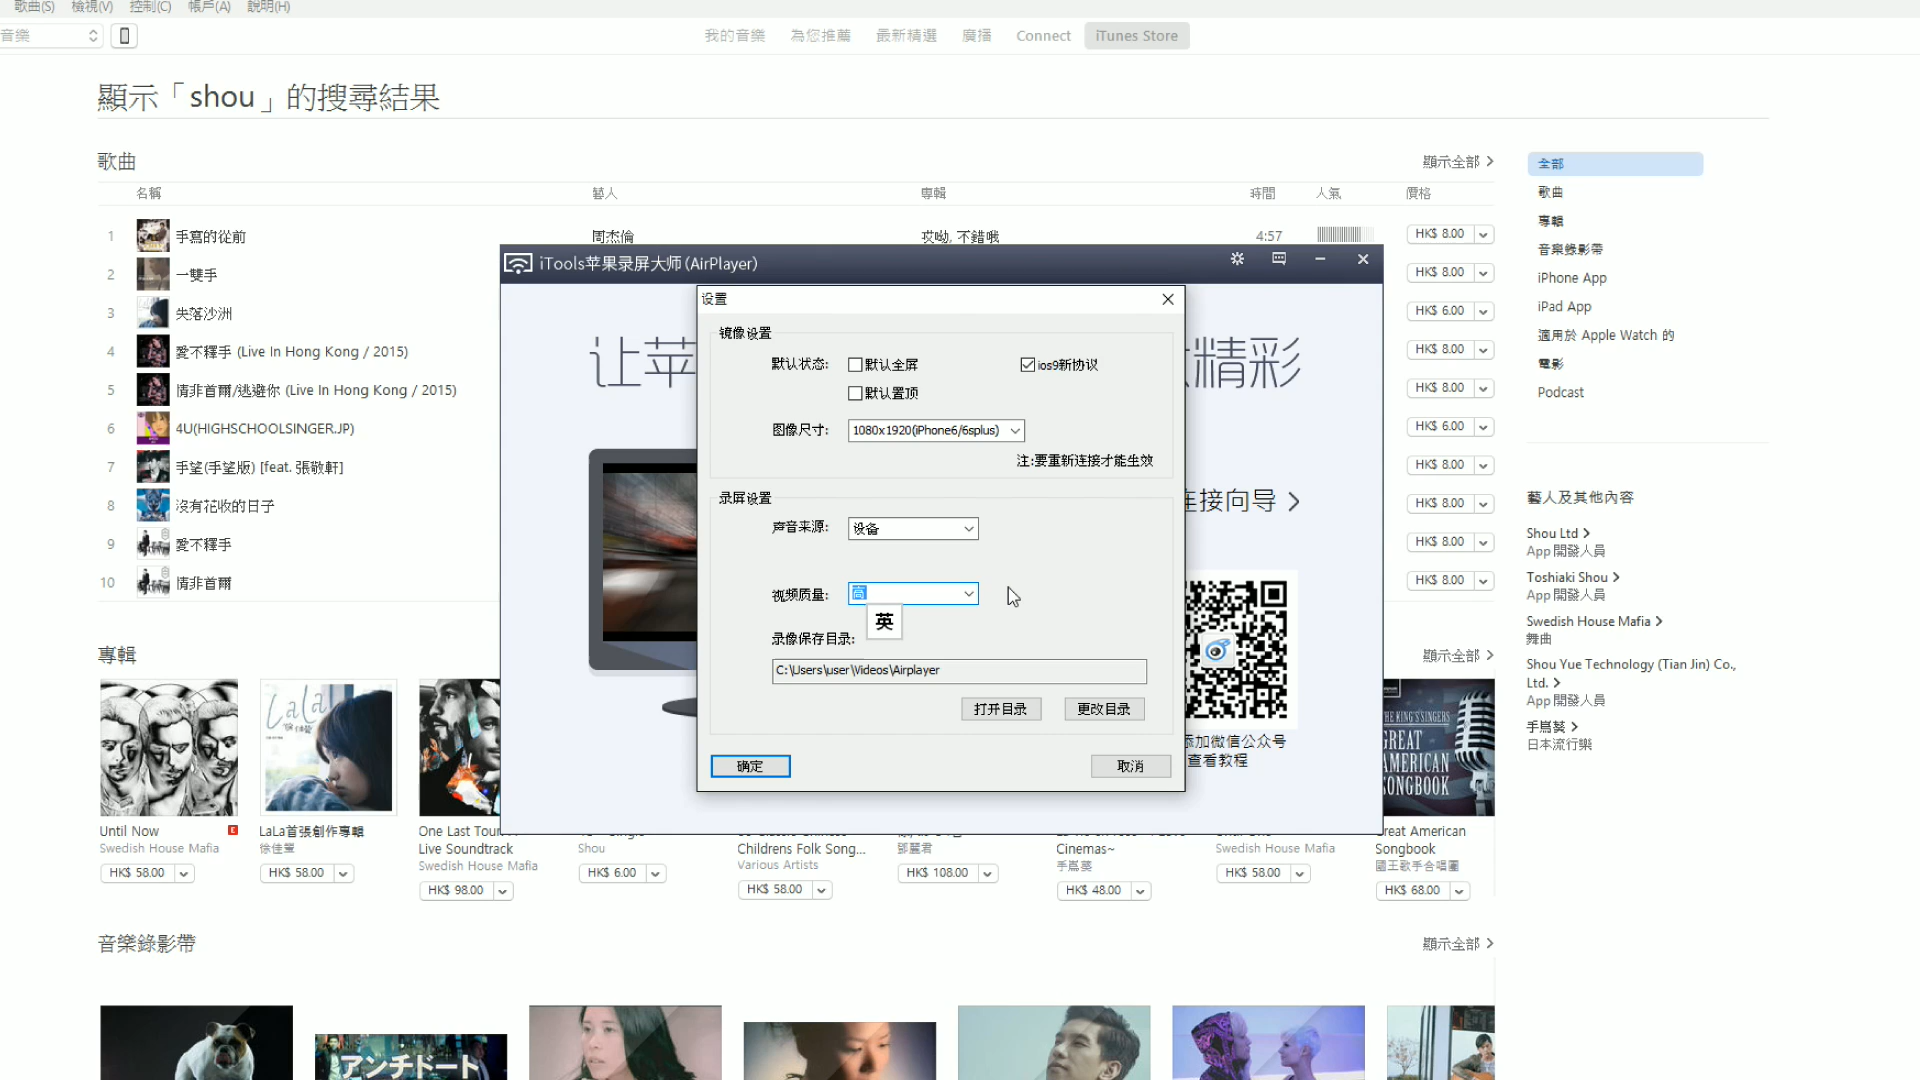 歌曲(S) 檢視(V) 控制(C) 帳戶(A) 說明(H)
音樂
我的音樂 為您推薦 最新精選 廣播 Connect iTunes Store
顯示「shou」的搜尋結果
歌曲
顯示全部
名稱 藝人 專輯 時間 人氣 價格
1 手寫的從前 周杰倫 哎呦, 不錯哦 4:57 HK$ 8.00
2 一雙手 HK$ 8.00
3 失落沙洲 HK$ 6.00
4 愛不釋手 (Live In Hong Kong / 2015) HK$ 8.00
5 情非首爾/逃避你 (Live In Hong Kong / 2015) HK$ 8.00
6 4U(HIGHSCHOOLSINGER.JP) HK$ 6.00
7 手望(手望版) [feat. 張敬軒] HK$ 8.00
8 沒有花收的日子 HK$ 8.00
9 愛不釋手 HK$ 8.00
10 情非首爾 HK$ 8.00
iTools苹果录屏大师(AirPlayer)
让苹
精彩
连接向导
添加微信公众号
查看教程
设置
镜像设置
默认状态: 默认全屏 ios9新协议
默认置顶
图像尺寸: 1080x1920(iPhone6/6splus)
注:要重新连接才能生效
录屏设置
声音来源: 设备
视频质量: 高
英
录像保存目录:
C:\Users\user\Videos\Airplayer
打开目录 更改目录
确定 取消
全部
歌曲
專輯
音樂錄影帶
iPhone App
iPad App
適用於 Apple Watch 的
電影
Podcast
藝人及其他內容
Shou Ltd
App 開發人員
Toshiaki Shou
App 開發人員
Swedish House Mafia
舞曲
Shou Yue Technology (Tian Jin) Co.,
Ltd.
App 開發人員
手嶌葵
日本流行樂
專輯
顯示全部
LaLa
THE KING'S SINGERS
GREAT
AMERICAN
SONGBOOK
Until Now
Swedish House Mafia
HK$ 58.00
LaLa首張創作專輯
徐佳瑩
HK$ 58.00
One Last Tour
Live Soundtrack
Swedish House Mafia
HK$ 98.00
Shou
HK$ 6.00
Childrens Folk Song...
Various Artists
HK$ 58.00
鄧麗君
HK$ 108.00
Cinemas~
手嶌葵
HK$ 48.00
Swedish House Mafia
HK$ 58.00
Great American
Songbook
國王歌手合唱團
HK$ 68.00
音樂錄影帶
顯示全部
アンチドート